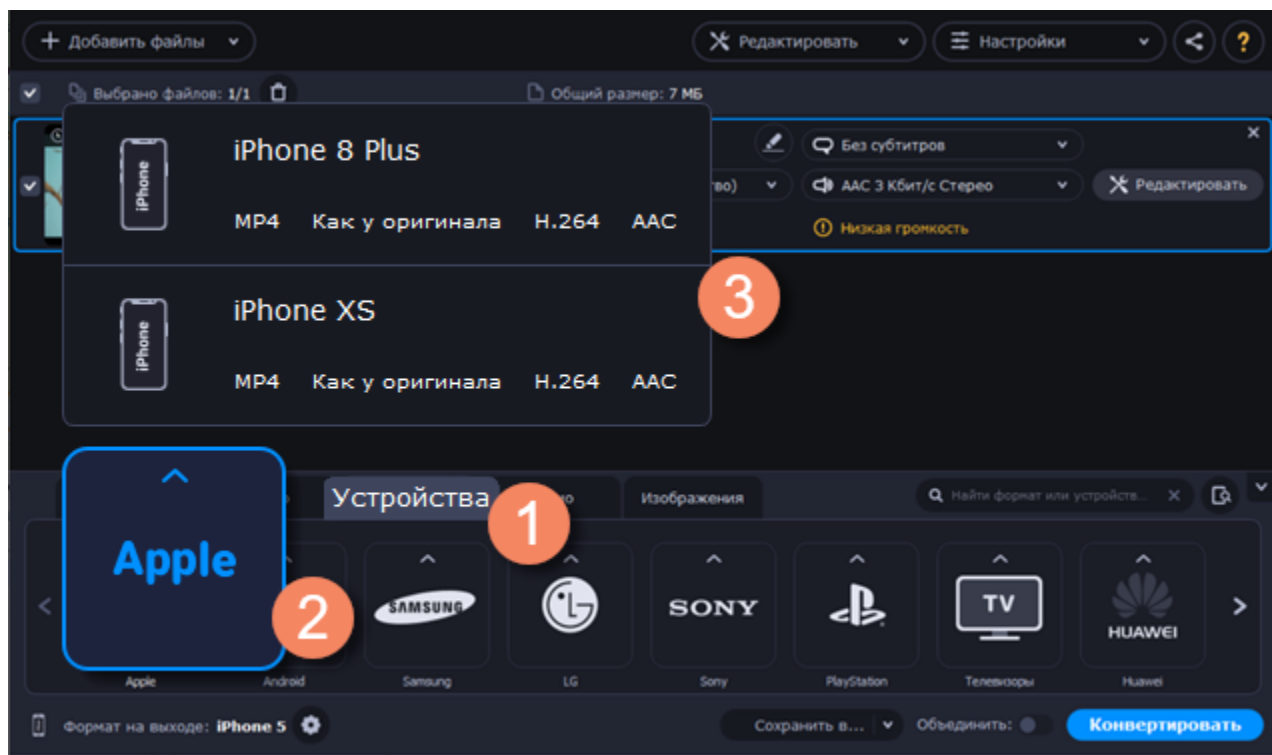 Добавить файлы
Редактировать
Настройки
?
Выбрано файлов: 1/1
Общий размер: 7 МБ
iPhone
iPhone 8 Plus
MP4 Как у оригинала H.264 AAC
Без субтитров
AAC 3 Кбит/с Стерео
Редактировать
Низкая громкость
3
iPhone
iPhone XS
MP4 Как у оригинала H.264 AAC
Устройства
1
Изображения
Найти формат или устройств...
Apple
2
SAMSUNG
LG
SONY
TV
HUAWEI
Apple
Android
Samsung
LG
Sony
PlayStation
Телевизоры
Huawei
Формат на выходе: iPhone 5
Сохранить в...
Объединить:
Конвертировать